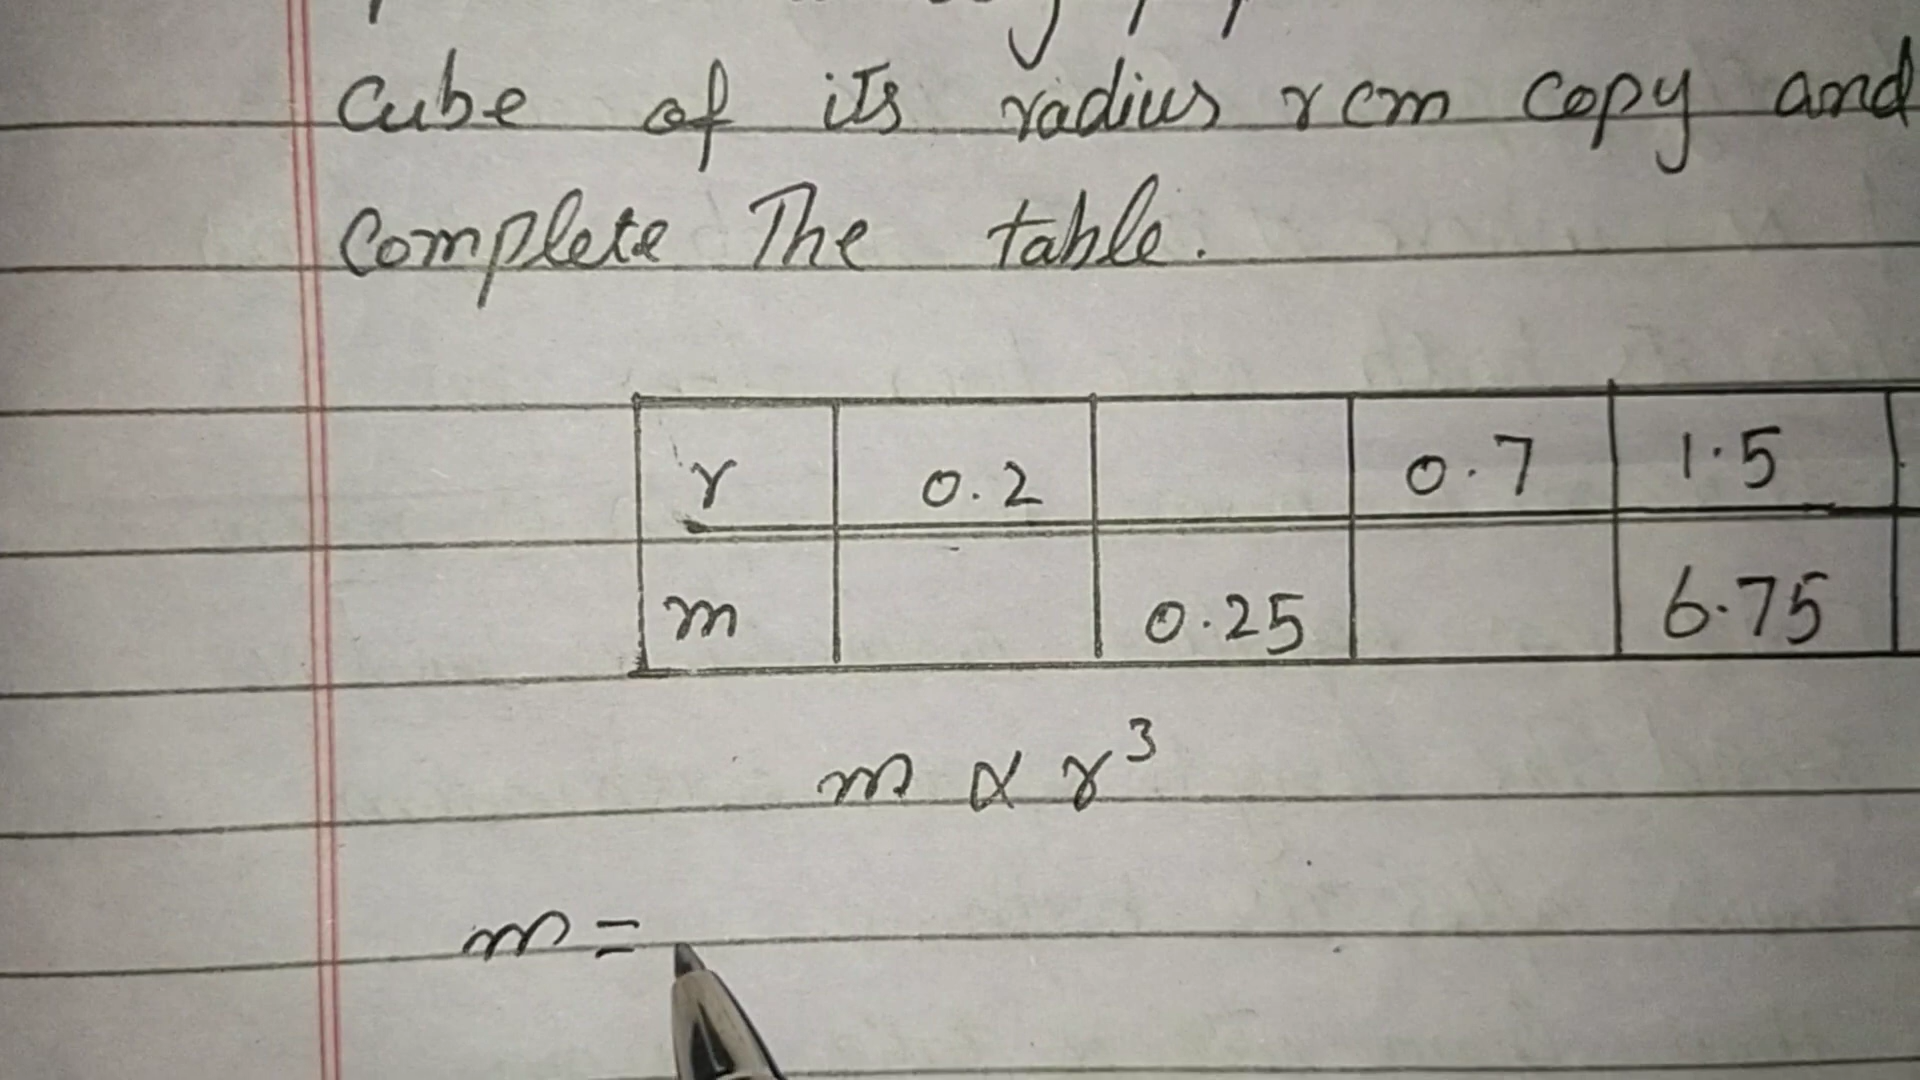 Cube of its radius r cm copy and
complete The table.
r 0.2 0.7 1.5
m 0.25 6.75
m ∝ r³
m =